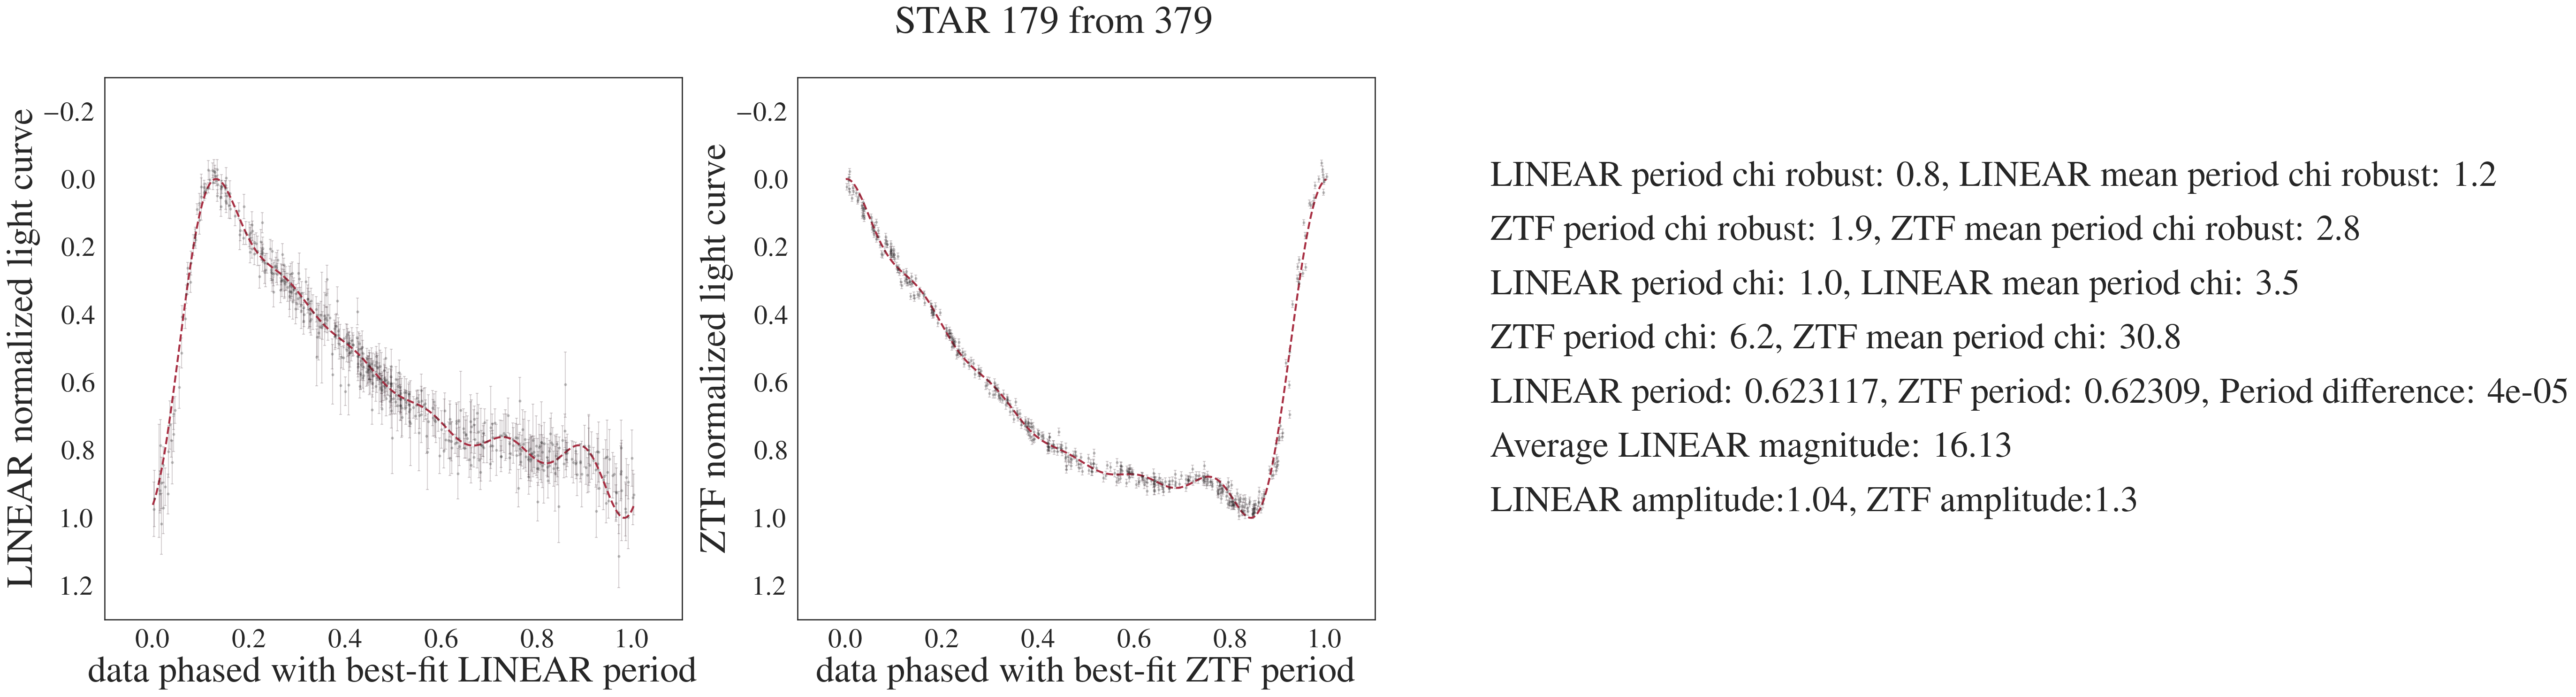 STAR 179 from 379
LINEAR normalized light curve
−0.2
0.0
0.2
0.4
0.6
0.8
1.0
1.2
0.0 0.2 0.4 0.6 0.8 1.0
data phased with best-fit LINEAR period
ZTF normalized light curve
−0.2
0.0
0.2
0.4
0.6
0.8
1.0
1.2
0.0 0.2 0.4 0.6 0.8 1.0
data phased with best-fit ZTF period
LINEAR period chi robust: 0.8, LINEAR mean period chi robust: 1.2
ZTF period chi robust: 1.9, ZTF mean period chi robust: 2.8
LINEAR period chi: 1.0, LINEAR mean period chi: 3.5
ZTF period chi: 6.2, ZTF mean period chi: 30.8
LINEAR period: 0.623117, ZTF period: 0.62309, Period difference: 4e-05
Average LINEAR magnitude: 16.13
LINEAR amplitude:1.04, ZTF amplitude:1.3